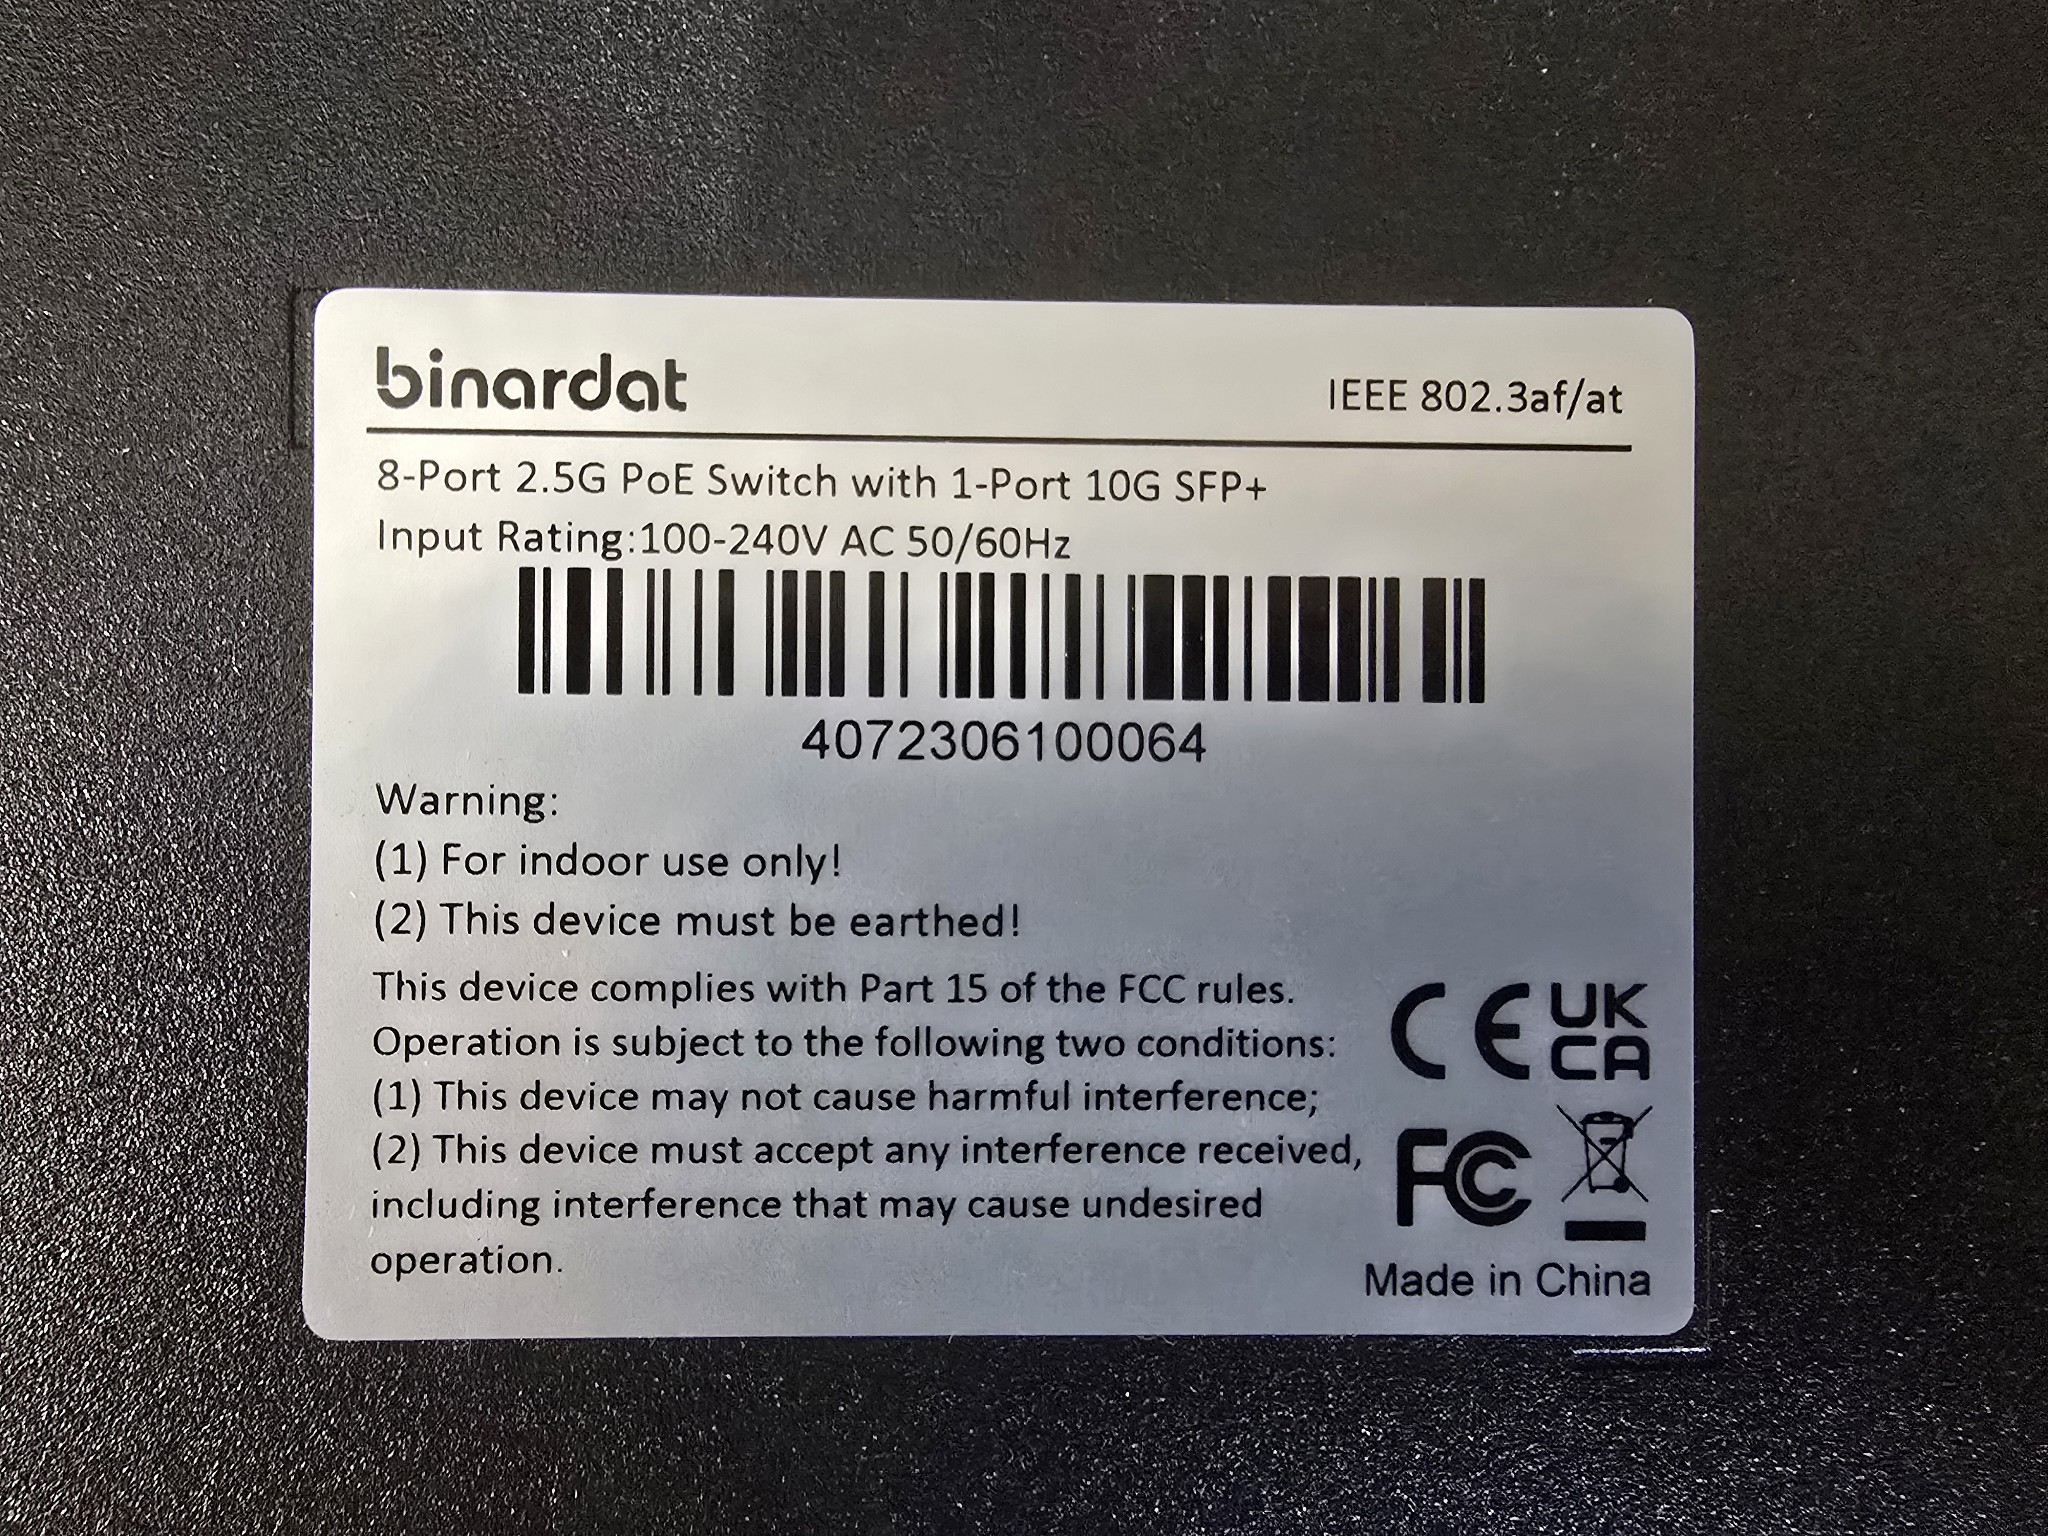 binardat
IEEE 802.3af/at
8-Port 2.5G PoE Switch with 1-Port 10G SFP+
Input Rating:100-240V AC 50/60Hz
4072306100064
Warning:
(1) For indoor use only!
(2) This device must be earthed!
This device complies with Part 15 of the FCC rules.
Operation is subject to the following two conditions:
(1) This device may not cause harmful interference;
(2) This device must accept any interference received,
including interference that may cause undesired
operation.
CE UK
CA
FC
Made in China